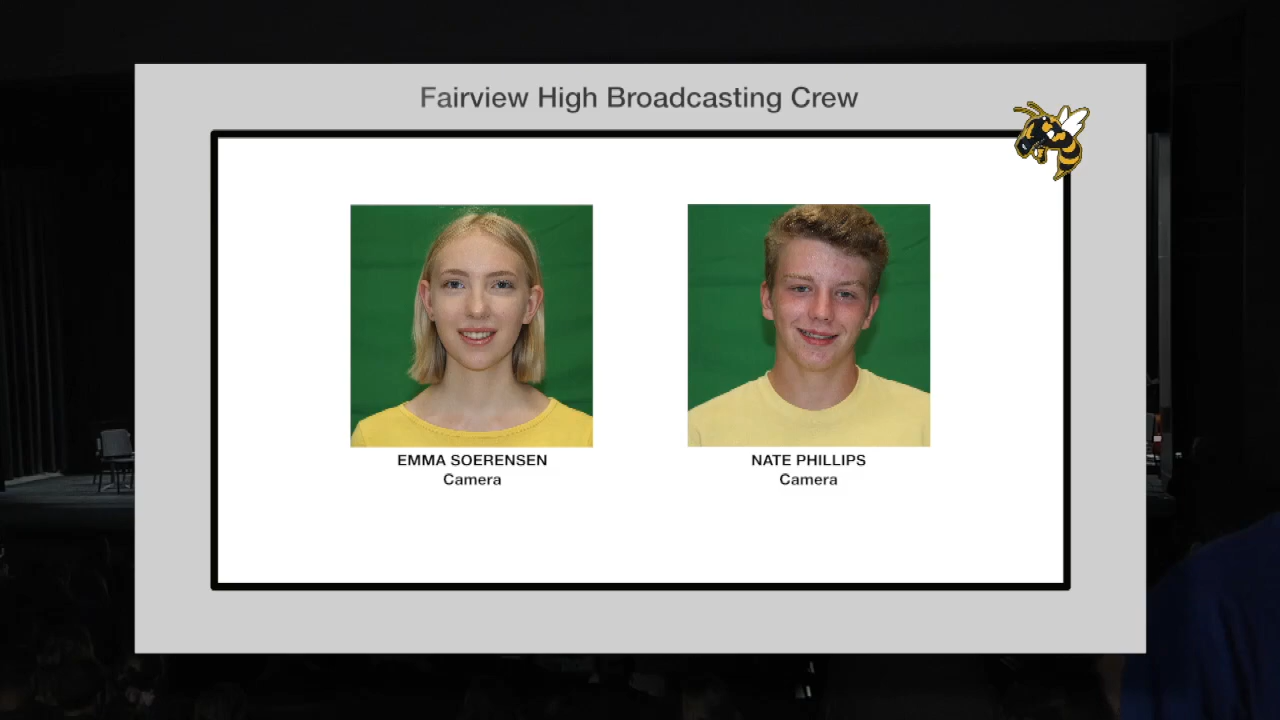 Fairview High Broadcasting Crew
EMMA SOERENSEN
Camera
NATE PHILLIPS
Camera